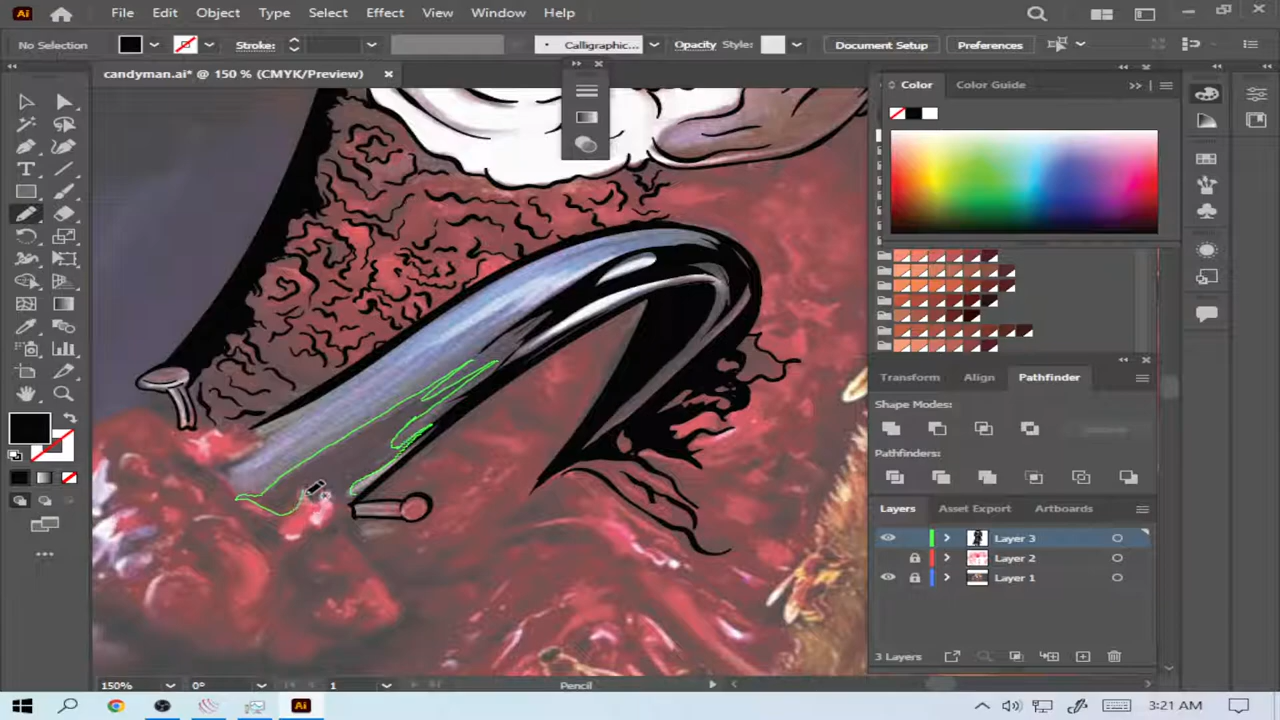 Ai File Edit Object Type Select Effect View Window Help
No Selection Stroke: Calligraphic... Opacity Style: Document Setup Preferences
candyman.ai* @ 150 % (CMYK/Preview)
Color Color Guide
Transform Align Pathfinder
Shape Modes:
Pathfinders:
Layers Asset Export Artboards
Layer 3
Layer 2
Layer 1
3 Layers
150% 0° 1 Pencil
Ai 3:21 AM